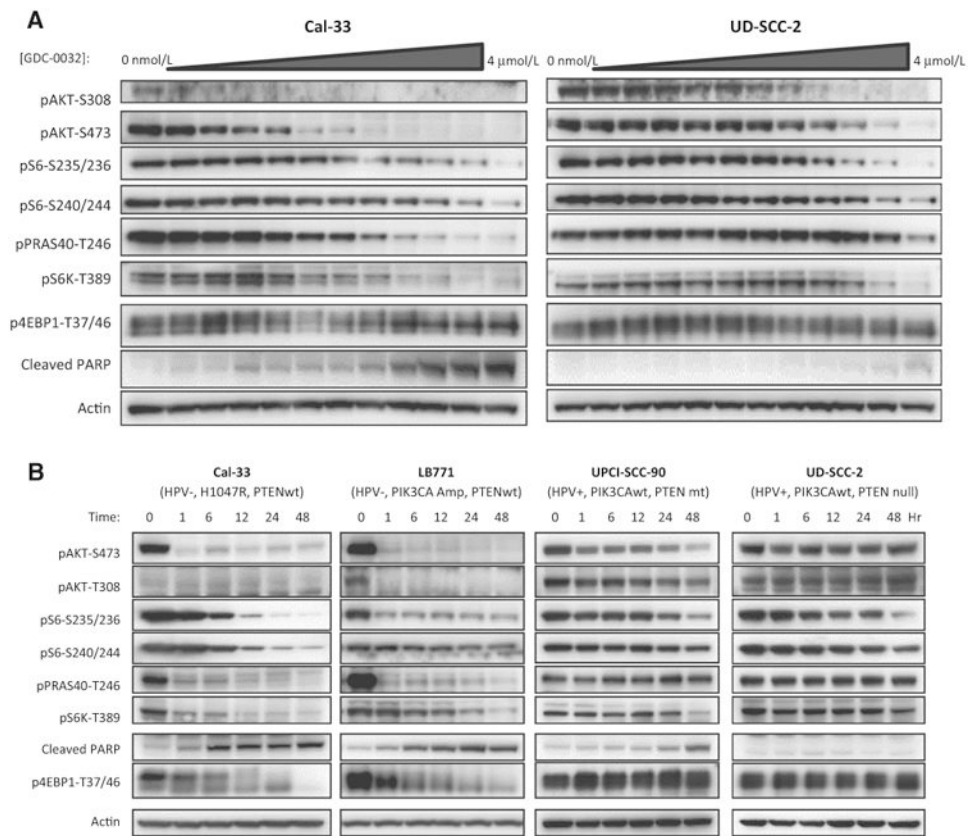 A
Cal-33
UD-SCC-2
[GDC-0032]:
0 nmol/L
4 μmol/L
0 nmol/L
4 μmol/L
pAKT-S308
pAKT-S473
pS6-S235/236
pS6-S240/244
pPRAS40-T246
pS6K-T389
p4EBP1-T37/46
Cleaved PARP
Actin
B
Cal-33
LB771
UPCI-SCC-90
UD-SCC-2
(HPV-, H1047R, PTENwt)
(HPV-, PIK3CA Amp, PTENwt)
(HPV+, PIK3CAwt, PTEN mt)
(HPV+, PIK3CAwt, PTEN null)
Time: 0 1 6 12 24 48 0 1 6 12 24 48 0 1 6 12 24 48 0 1 6 12 24 48 Hr
pAKT-S473
pAKT-T308
pS6-S235/236
pS6-S240/244
pPRAS40-T246
pS6K-T389
Cleaved PARP
p4EBP1-T37/46
Actin